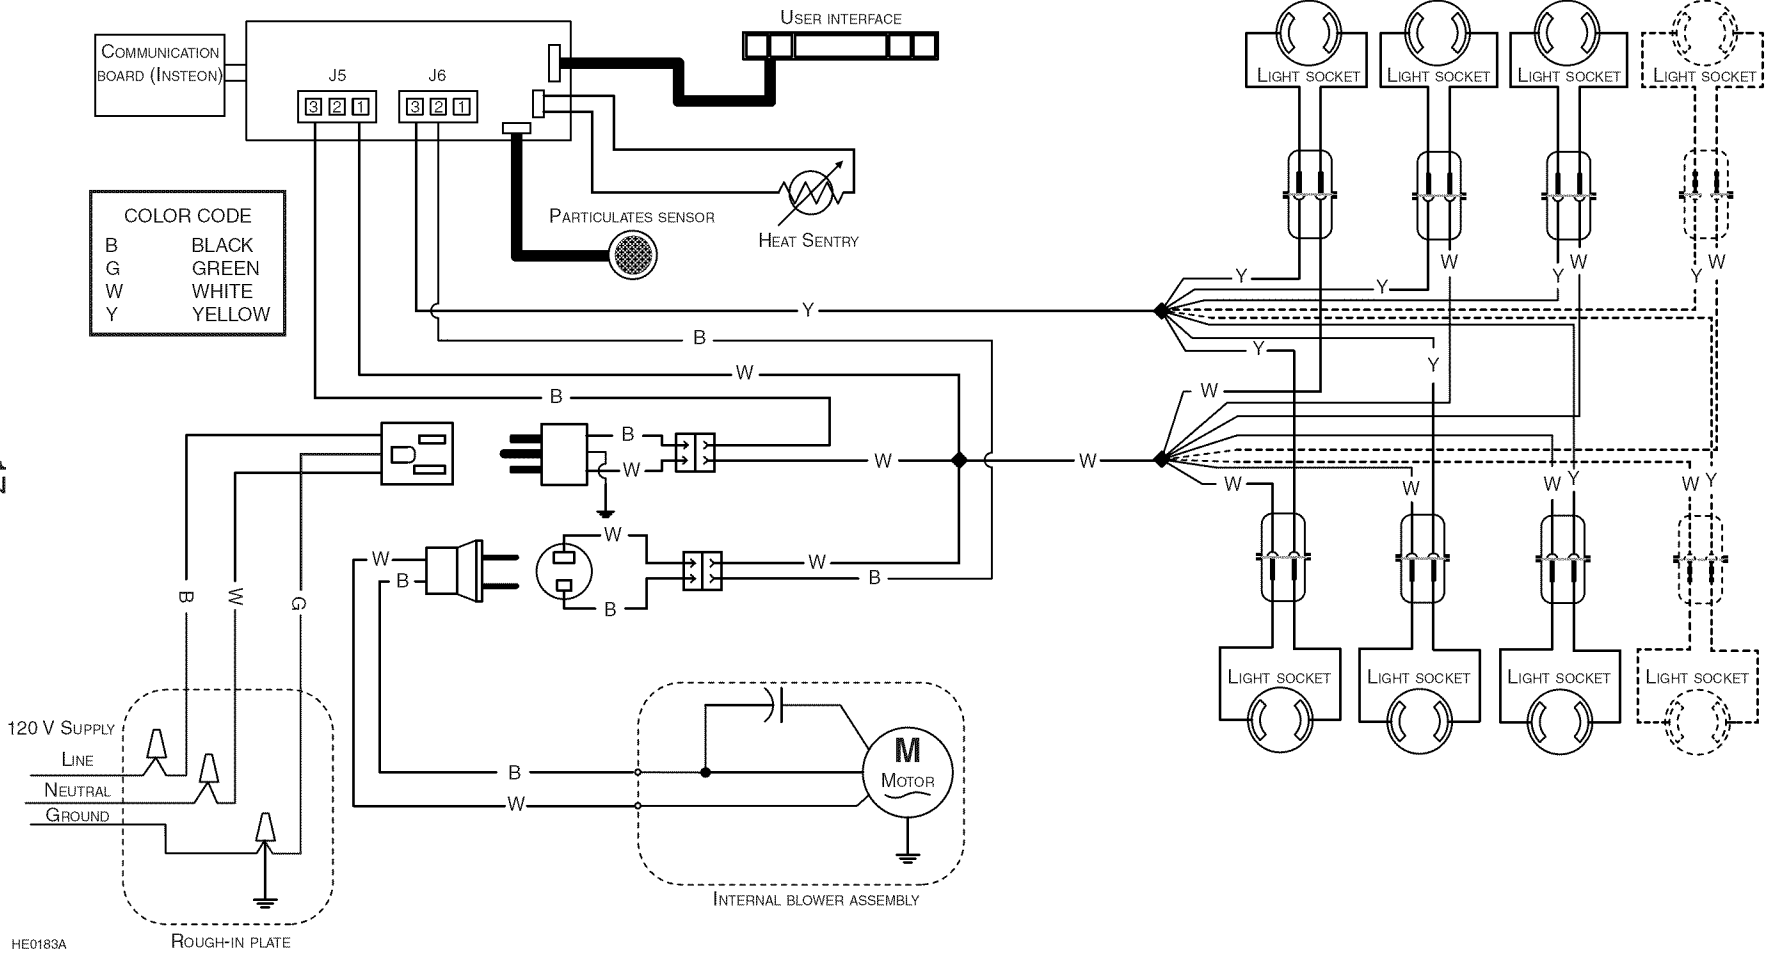 USER INTERFACE
COMMUNICATION
BOARD (INSTEON)
J5
J6
3 2 1
3 2 1
LIGHT SOCKET
LIGHT SOCKET
LIGHT SOCKET
LIGHT SOCKET
COLOR CODE
B BLACK
G GREEN
W WHITE
Y YELLOW
PARTICULATES SENSOR
HEAT SENTRY
W
W
W
Y
Y
Y
Y
Y
B
Y
Y
W
B
W
B
W
W
W
W
W
W
W
Y
W
Y
W
W
B
W
B
W
B
B
W
G
LIGHT SOCKET
LIGHT SOCKET
LIGHT SOCKET
LIGHT SOCKET
120 V SUPPLY
LINE
NEUTRAL
GROUND
B
W
M
MOTOR
INTERNAL BLOWER ASSEMBLY
ROUGH-IN PLATE
HE0183A